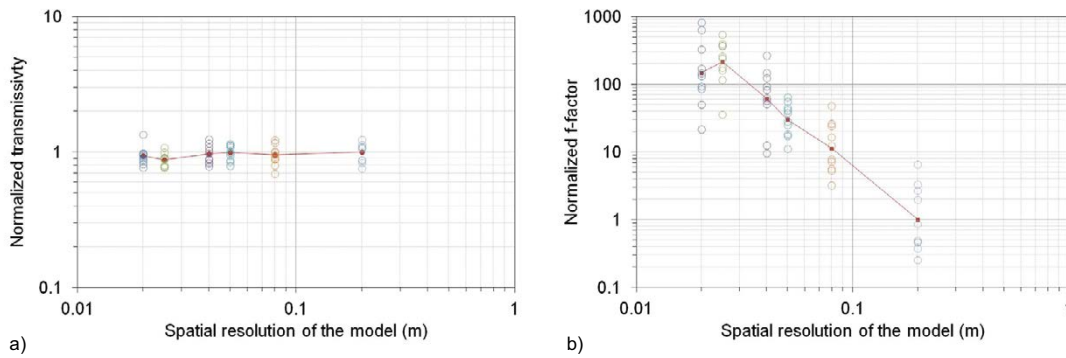 10
1
0.1
Normalized transmissivty
0.01
0.1
1
Spatial resolution of the model (m)
a)
1000
100
10
1
0.1
Normalized f-factor
0.01
0.1
1
Spatial resolution of the model (m)
b)